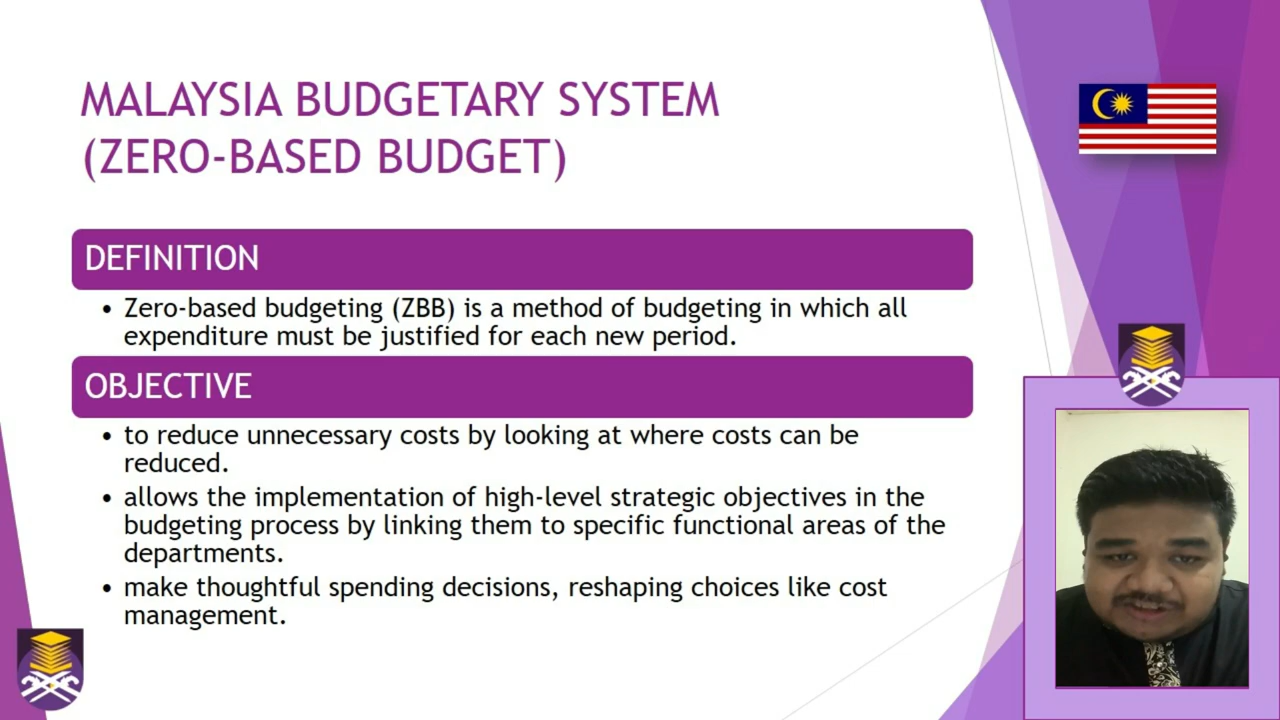 MALAYSIA BUDGETARY SYSTEM
(ZERO-BASED BUDGET)
DEFINITION
• Zero-based budgeting (ZBB) is a method of budgeting in which all
expenditure must be justified for each new period.
OBJECTIVE
• to reduce unnecessary costs by looking at where costs can be
reduced.
• allows the implementation of high-level strategic objectives in the
budgeting process by linking them to specific functional areas of the
departments.
• make thoughtful spending decisions, reshaping choices like cost
management.